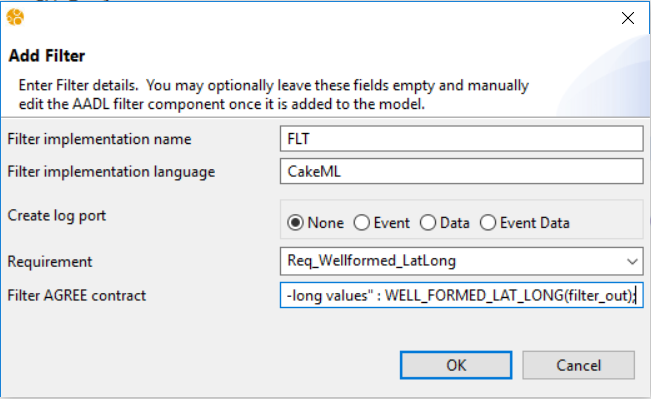 Add Filter
Enter Filter details.  You may optionally leave these fields empty and manually
edit the AADL filter component once it is added to the model.
Filter implementation name FLT
Filter implementation language CakeML
Create log port None Event Data Event Data
Requirement Req_Wellformed_LatLong
Filter AGREE contract -long values" : WELL_FORMED_LAT_LONG(filter_out);
OK Cancel